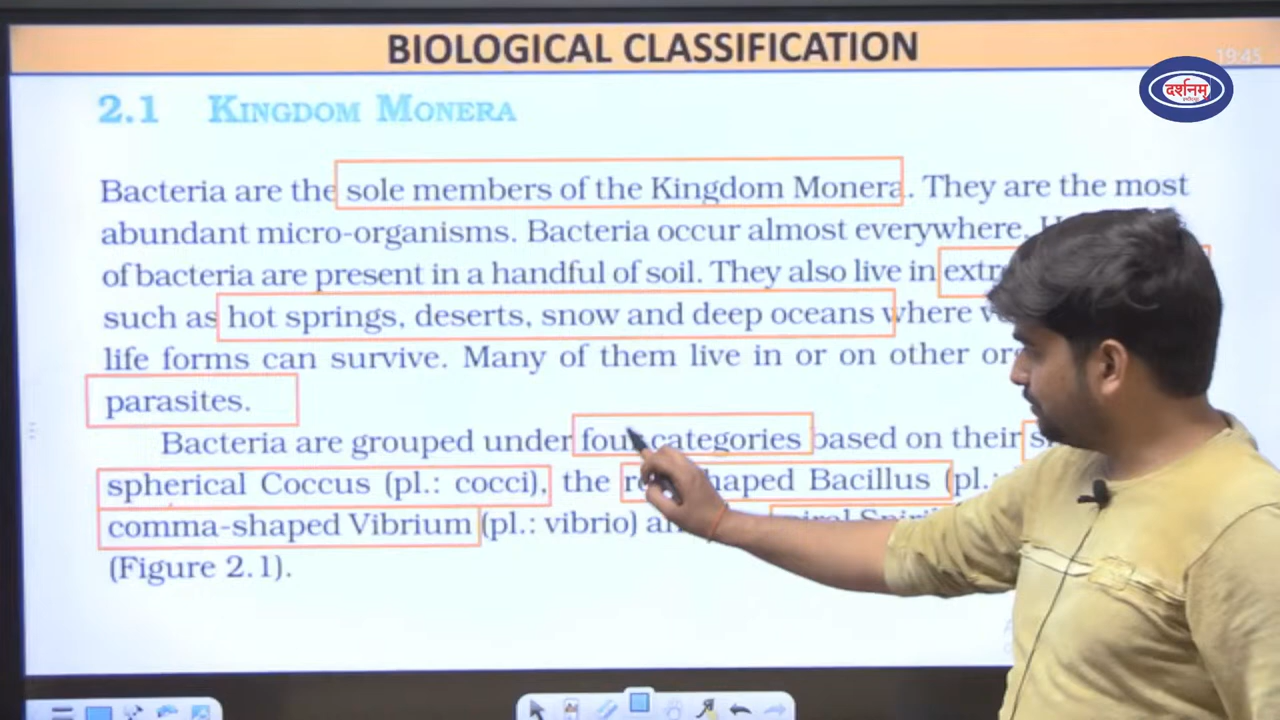 BIOLOGICAL CLASSIFICATION
19:45
दर्शनम्
2.1 KINGDOM MONERA
Bacteria are the sole members of the Kingdom Monera. They are the most
abundant micro-organisms. Bacteria occur almost everywhere.
of bacteria are present in a handful of soil. They also live in
such as hot springs, deserts, snow and deep oceans where
life forms can survive. Many of them live in or on other
parasites.
Bacteria are grouped under four categories based on their
spherical Coccus (pl.: cocci), the Bacillus (pl.:
comma-shaped Vibrium (pl.: vibrio)
(Figure 2.1).